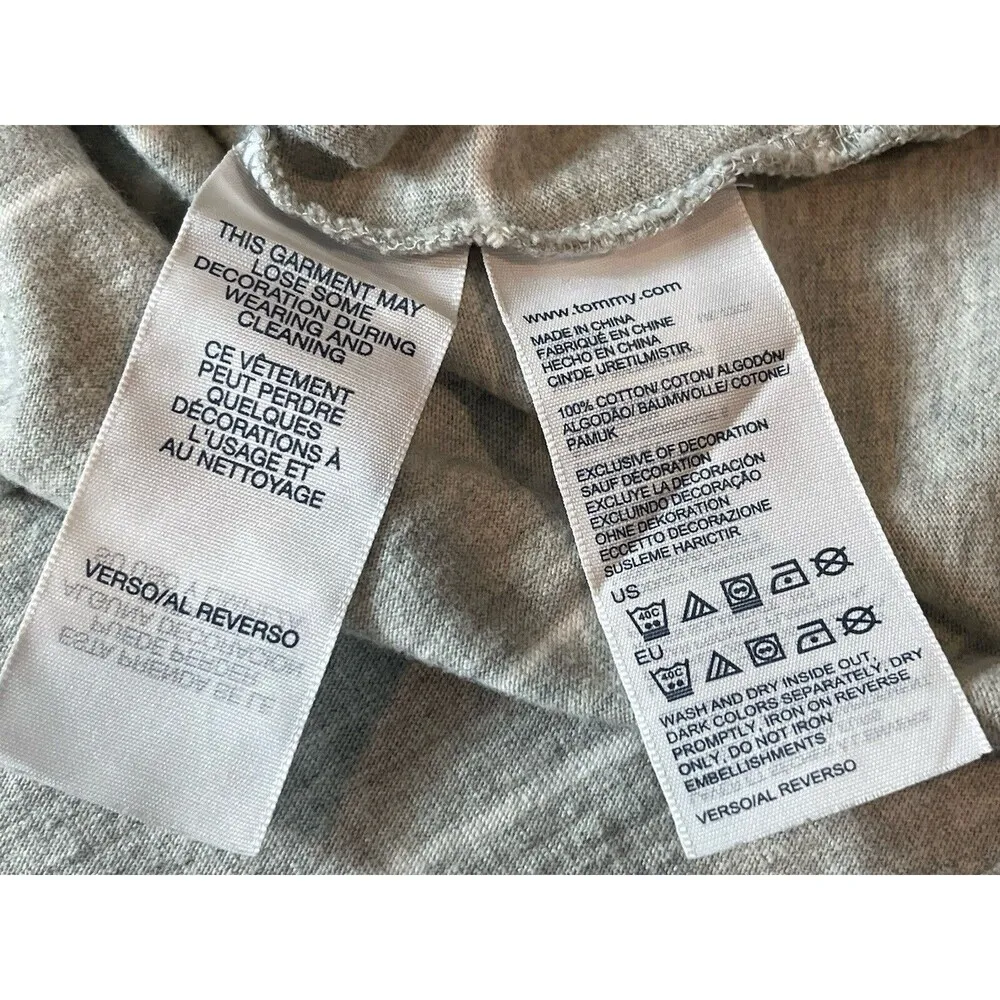 THIS GARMENT MAY
LOSE SOME
DECORATION DURING
WEARING AND
CLEANING
CE VÊTEMENT
PEUT PERDRE
QUELQUES
DÉCORATIONS À
L'USAGE ET
AU NETTOYAGE
VERSO/AL REVERSO
www.tommy.com
MADE IN CHINA
FABRIQUÉ EN CHINE
HECHO EN CHINA
CIN'DE URETILMISTIR
100% COTTON/ COTON/ ALGODÓN/
ALGODÃO/ BAUMWOLLE/ COTONE/
PAMUK
EXCLUSIVE OF DECORATION
SAUF DÉCORATION
EXCLUYE LA DECORACIÓN
EXCLUINDO DECORAÇÃO
OHNE DEKORATION
ECCETTO DECORAZIONE
SUSLEME HARICTIR
US
40C
EU
40C
WASH AND DRY INSIDE OUT,
DARK COLORS SEPARATELY, DRY
PROMPTLY, IRON ON REVERSE
ONLY, DO NOT IRON
EMBELLISHMENTS
VERSO/AL REVERSO